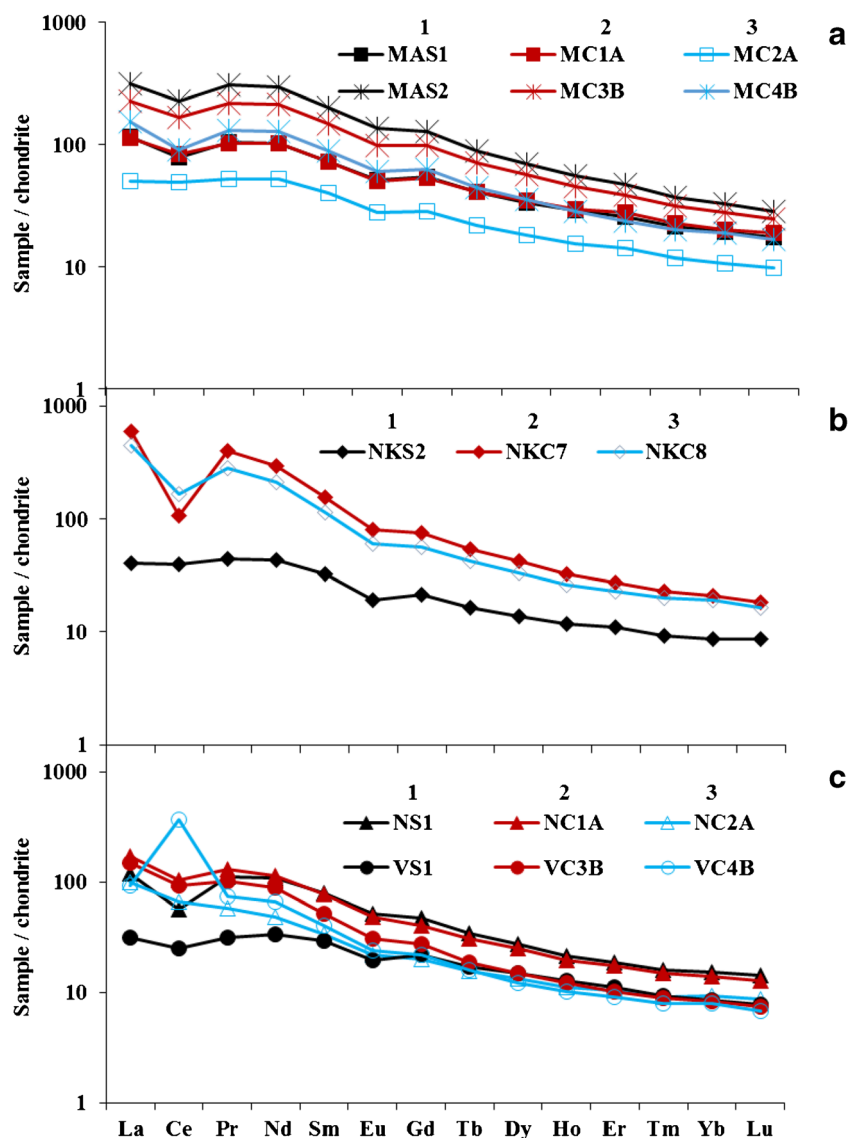 1000 1 2 3 a
MAS1 MC1A MC2A
MAS2 MC3B MC4B
100
10
1
Sample / chondrite
1000 1 2 3 b
NKS2 NKC7 NKC8
100
10
1
Sample / chondrite
1000 1 2 3 c
NS1 NC1A NC2A
VS1 VC3B VC4B
100
10
1
Sample / chondrite
La Ce Pr Nd Sm Eu Gd Tb Dy Ho Er Tm Yb Lu